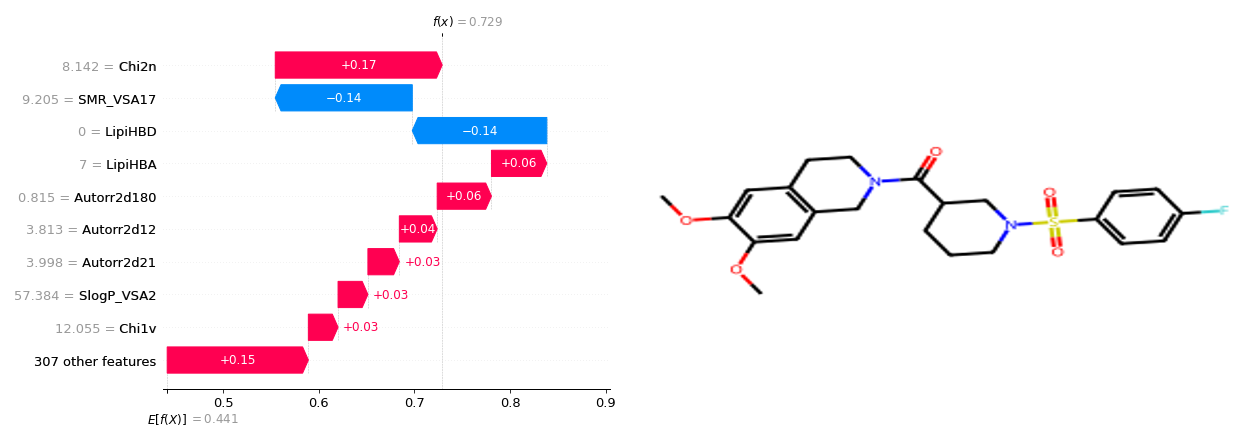 f(x) = 0.729
8.142 = Chi2n
+0.17
9.205 = SMR_VSA17
−0.14
0 = LipiHBD
−0.14
7 = LipiHBA
+0.06
0.815 = Autorr2d180
+0.06
3.813 = Autorr2d12
+0.04
3.998 = Autorr2d21
+0.03
57.384 = SlogP_VSA2
+0.03
12.055 = Chi1v
+0.03
307 other features
+0.15
0.5 0.6 0.7 0.8 0.9
E[f(X)] = 0.441
O
N
O
O
O
N
S
O
F